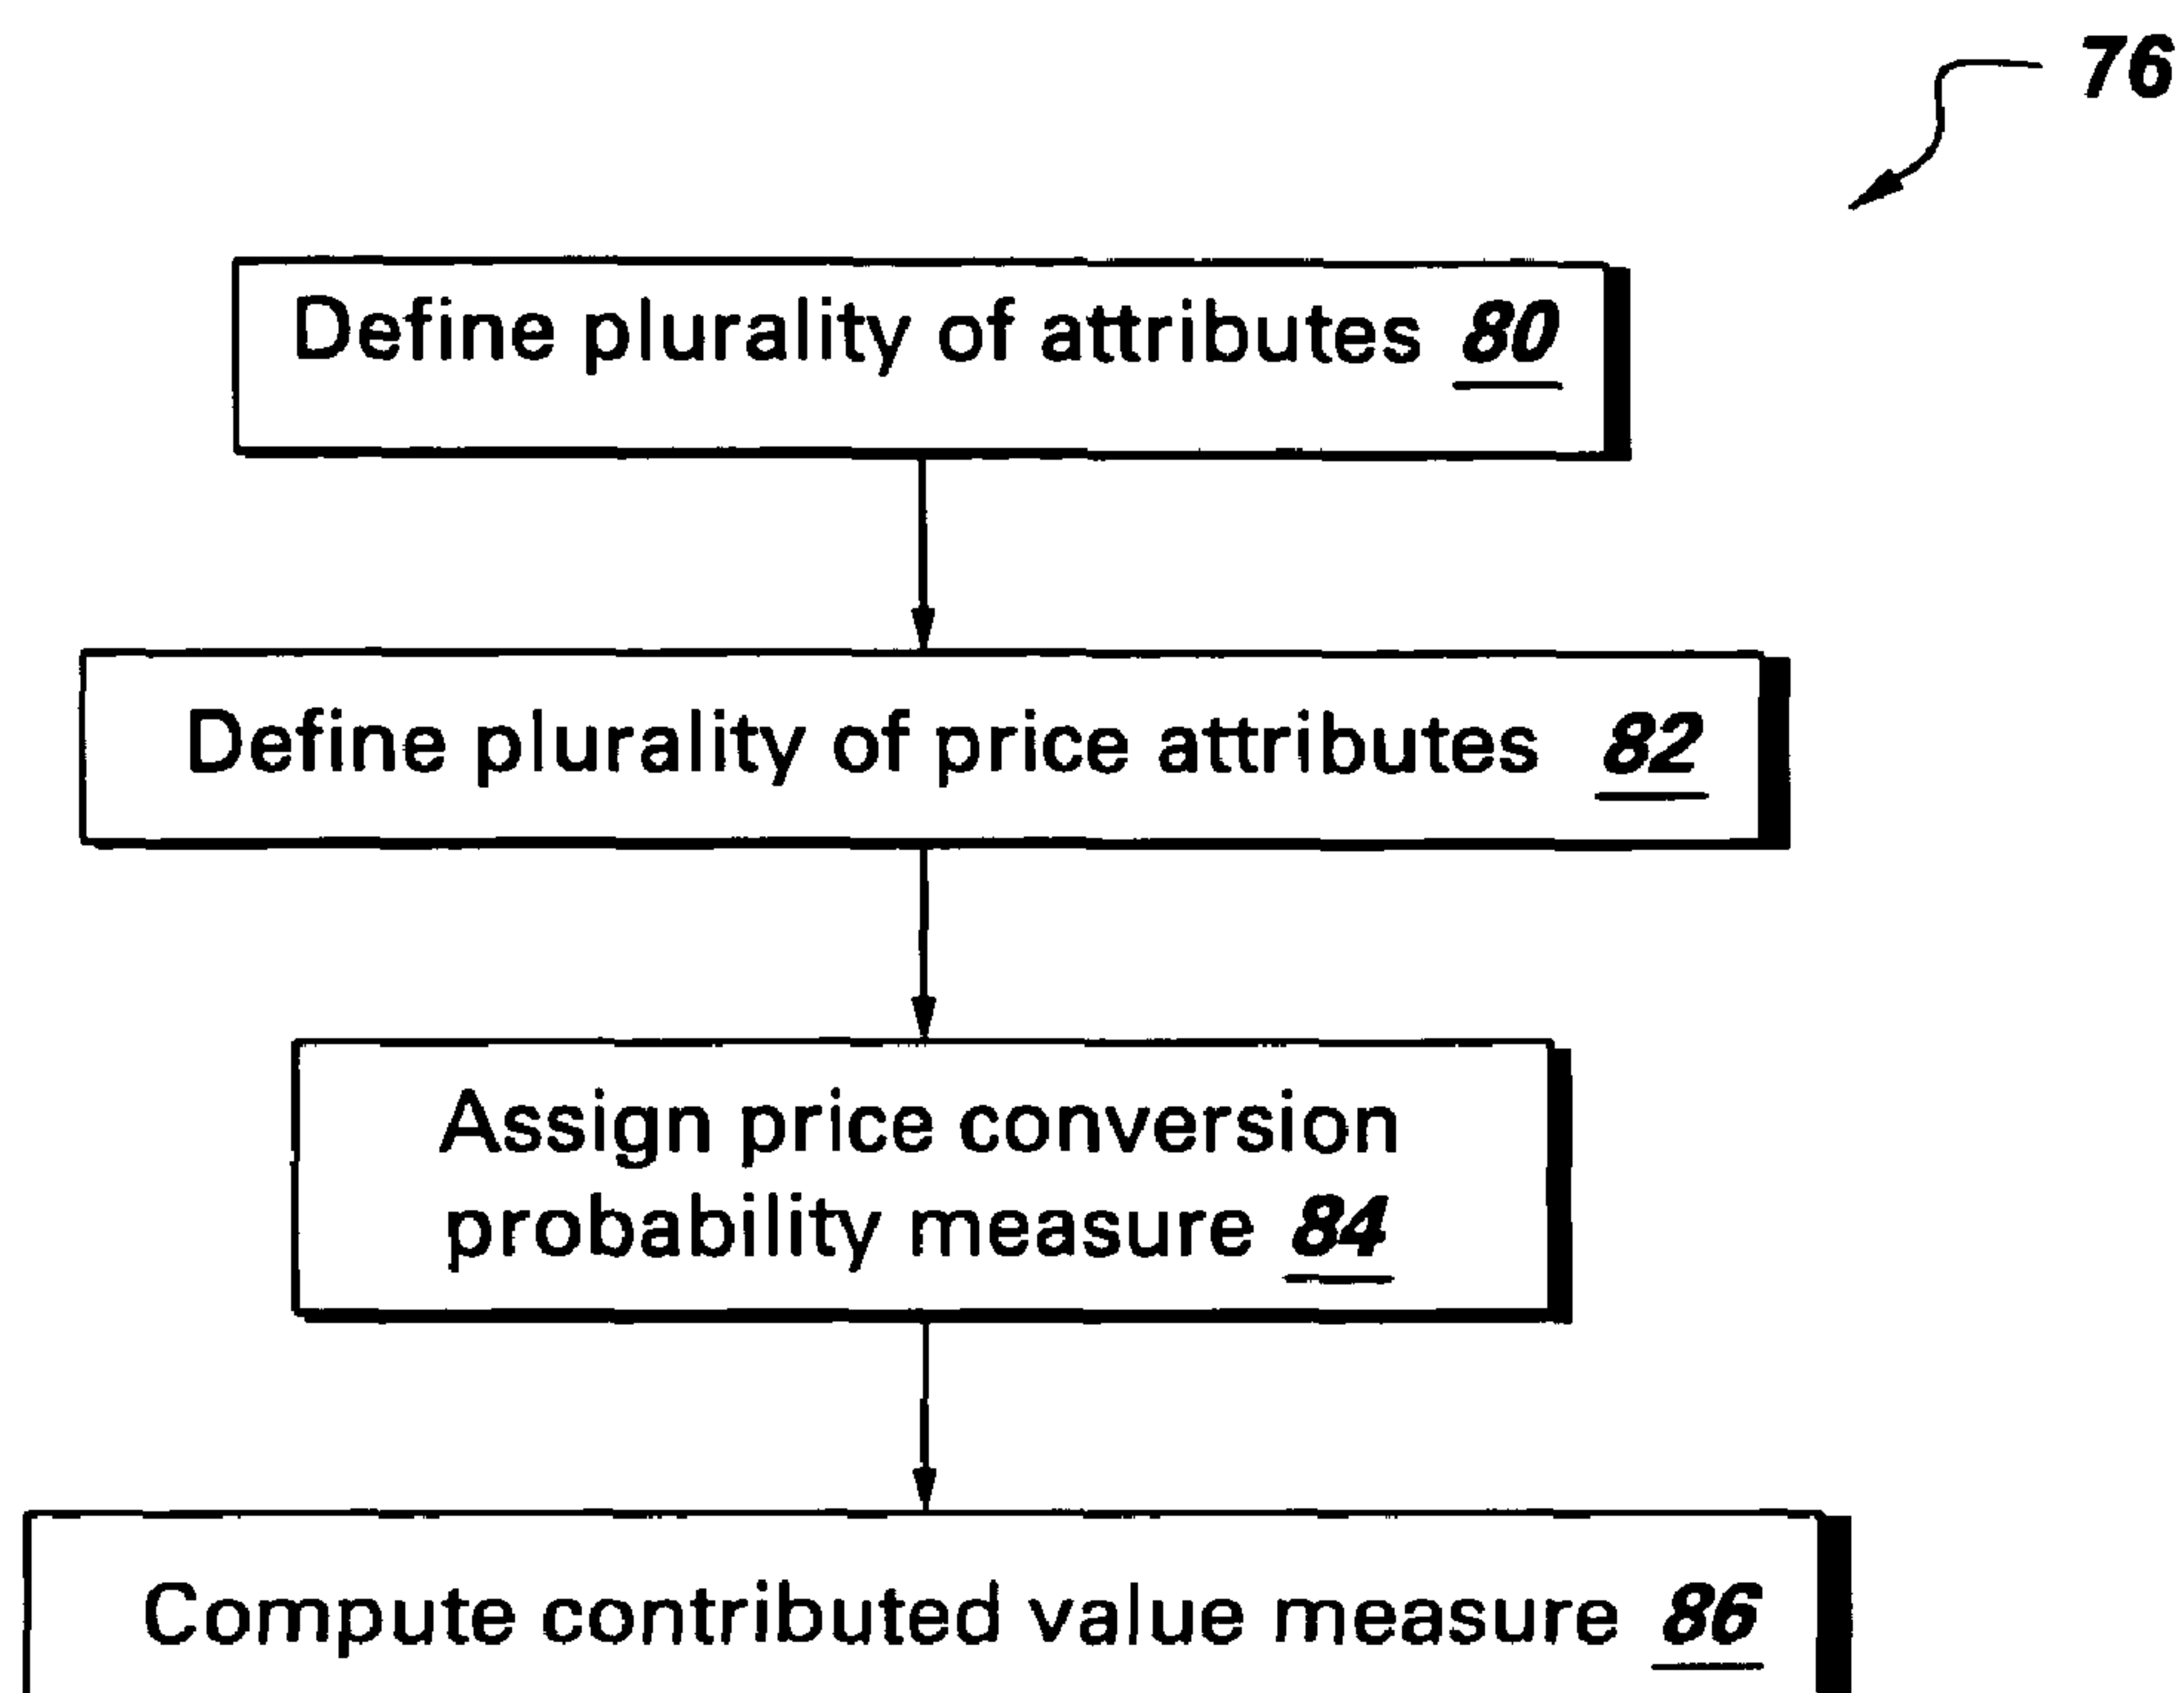 76
Define plurality of attributes 80
Define plurality of price attributes 82
Assign price conversion
probability measure 84
Compute contributed value measure 86